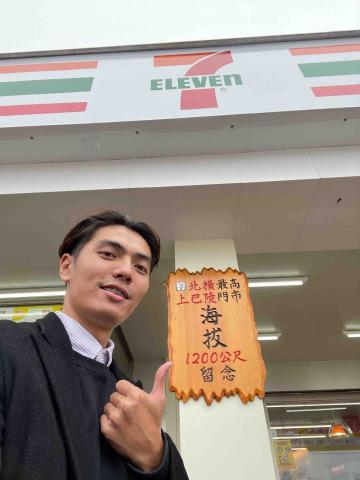 ELEVEn
北橫最高
上巴陵門市
海拔
1200公尺
留念